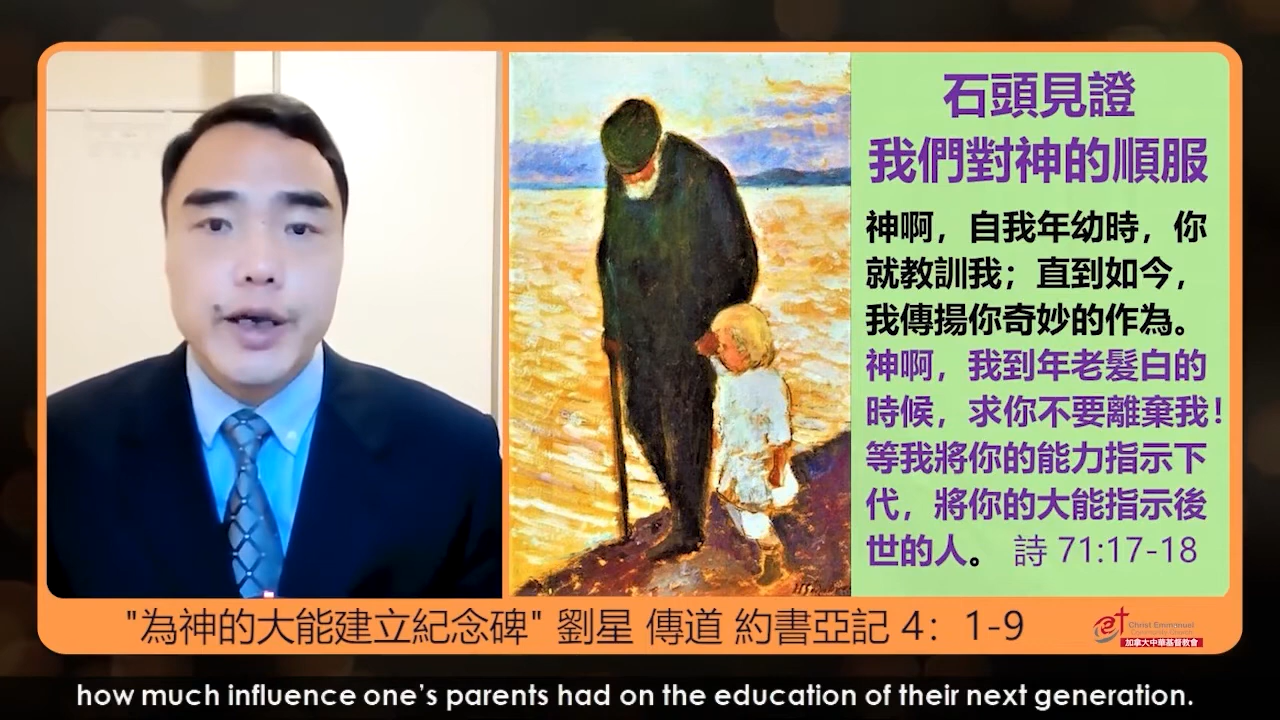 石頭見證
我們對神的順服
神啊，自我年幼時，你
就教訓我；直到如今，
我傳揚你奇妙的作為。
神啊，我到年老髮白的
時候，求你不要離棄我！
等我將你的能力指示下
代，將你的大能指示後
世的人。 詩 71:17-18
"為神的大能建立紀念碑" 劉星 傳道 約書亞記 4：1-9
Christ Emmanuel
Community Church
加拿大中華基督教會
how much influence one’s parents had on the education of their next generation.